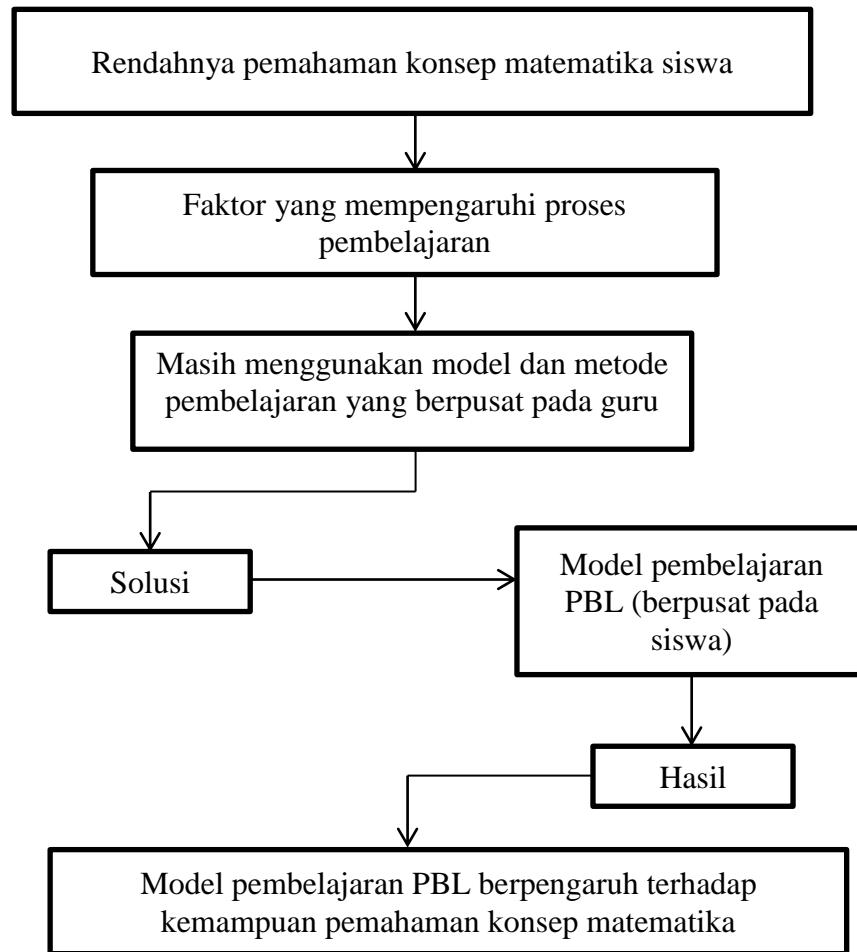 Rendahnya pemahaman konsep matematika siswa
Faktor yang mempengaruhi proses
pembelajaran
Masih menggunakan model dan metode
pembelajaran yang berpusat pada guru
Solusi
Model pembelajaran
PBL (berpusat pada
siswa)
Hasil
Model pembelajaran PBL berpengaruh terhadap
kemampuan pemahaman konsep matematika